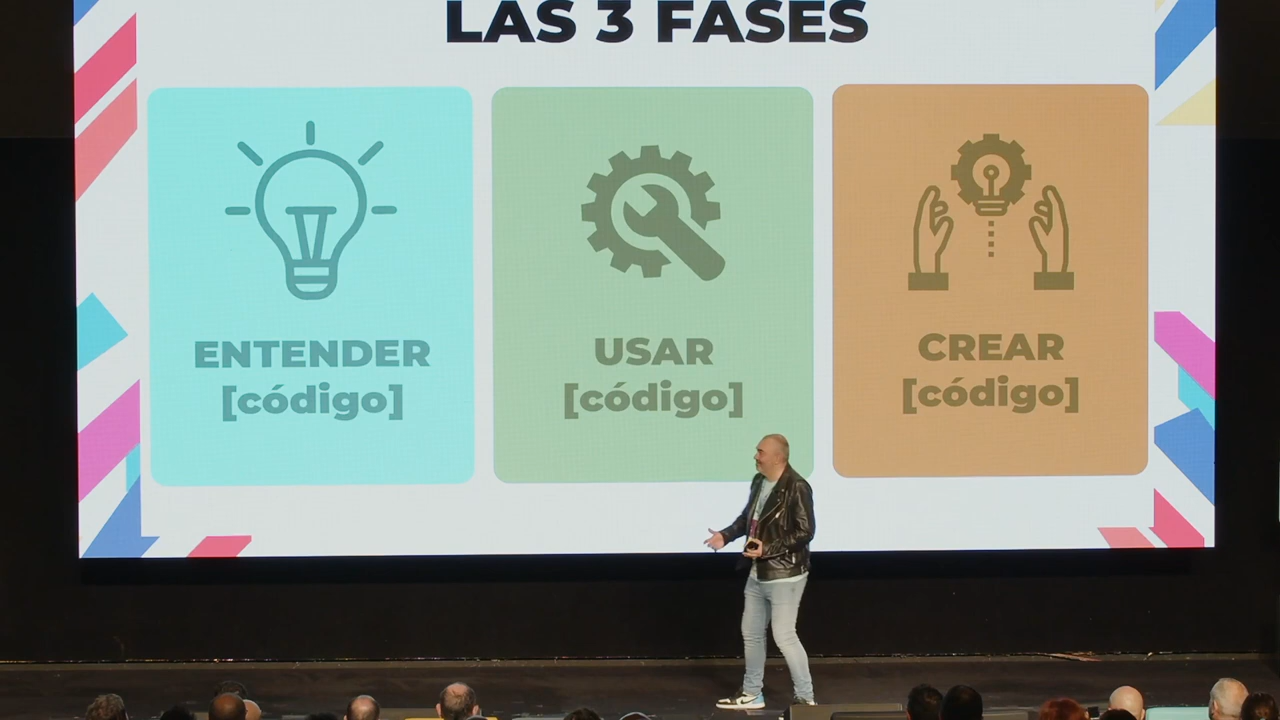 LAS 3 FASES
ENTENDER
[código]
USAR
[código]
CREAR
[código]